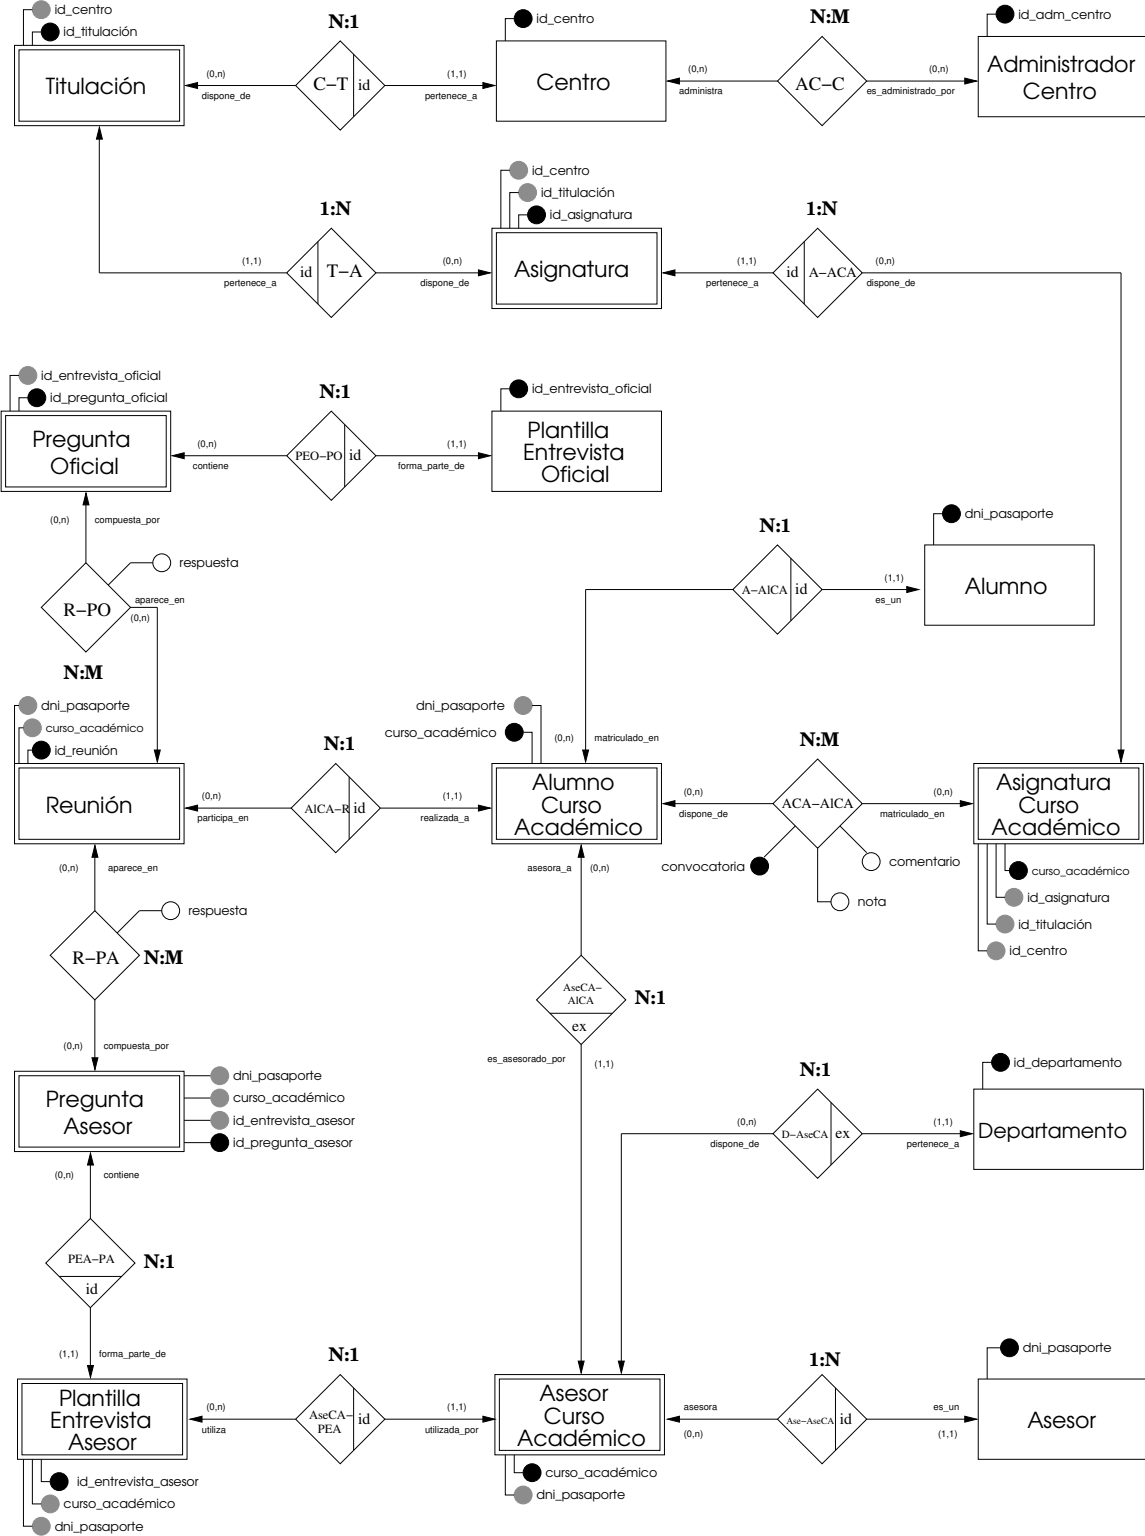 id_centro
id_titulación
Titulación
(0,n)
dispone_de
N:1
C−T
id
(1,1)
pertenece_a
id_centro
Centro
(0,n)
administra
N:M
AC−C
(0,n)
es_administrado_por
id_adm_centro
Administrador
Centro
id_centro
id_titulación
id_asignatura
Asignatura
(1,1)
pertenece_a
1:N
id
T−A
(0,n)
dispone_de
(1,1)
pertenece_a
1:N
id
A−ACA
(0,n)
dispone_de
id_entrevista_oficial
id_pregunta_oficial
Pregunta
Oficial
(0,n)
contiene
N:1
PEO−PO
id
(1,1)
forma_parte_de
id_entrevista_oficial
Plantilla
Entrevista
Oficial
(0,n)
compuesta_por
respuesta
R−PO
aparece_en
(0,n)
N:M
N:1
A−AlCA
id
(1,1)
es_un
dni_pasaporte
Alumno
dni_pasaporte
curso_académico
id_reunión
Reunión
(0,n)
participa_en
N:1
AlCA−R
id
(1,1)
realizada_a
dni_pasaporte
curso_académico
(0,n)
matriculado_en
Alumno
Curso
Académico
(0,n)
dispone_de
N:M
ACA−AlCA
(0,n)
matriculado_en
convocatoria
nota
comentario
Asignatura
Curso
Académico
curso_académico
id_asignatura
id_titulación
id_centro
(0,n)
aparece_en
respuesta
R−PA
N:M
(0,n)
compuesta_por
asesora_a
(0,n)
AseCA−
AlCA
ex
N:1
es_asesorado_por
(1,1)
Pregunta
Asesor
dni_pasaporte
curso_académico
id_entrevista_asesor
id_pregunta_asesor
(0,n)
dispone_de
N:1
D−AseCA
ex
(1,1)
pertenece_a
id_departamento
Departamento
(0,n)
contiene
PEA−PA
id
N:1
(1,1)
forma_parte_de
Plantilla
Entrevista
Asesor
id_entrevista_asesor
curso_académico
dni_pasaporte
(0,n)
utiliza
N:1
AseCA−
PEA
id
(1,1)
utilizada_por
Asesor
Curso
Académico
curso_académico
dni_pasaporte
asesora
(0,n)
1:N
Ase−AseCA
id
es_un
(1,1)
dni_pasaporte
Asesor